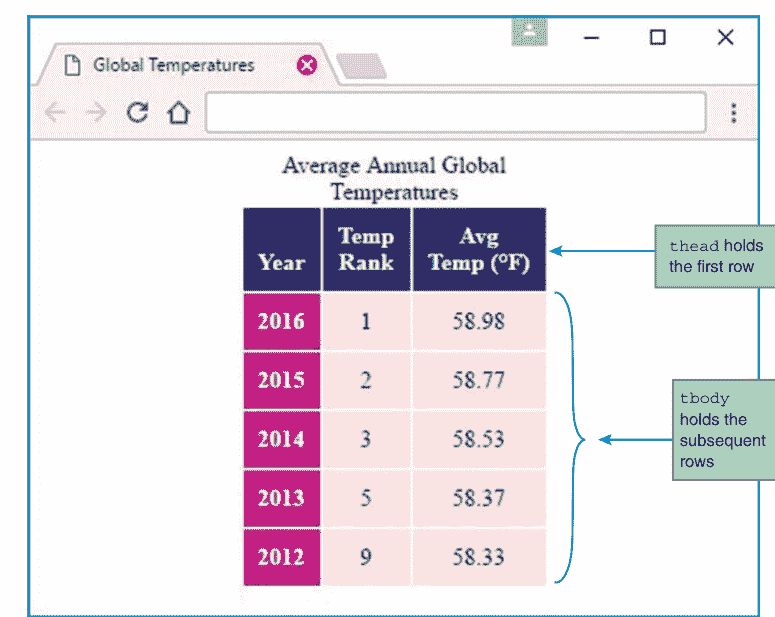 Global Temperatures
Average Annual Global
Temperatures
Year Temp Rank Avg Temp (°F)
thead holds
the first row
2016 1 58.98
2015 2 58.77
2014 3 58.53
2013 5 58.37
2012 9 58.33
tbody
holds the
subsequent
rows